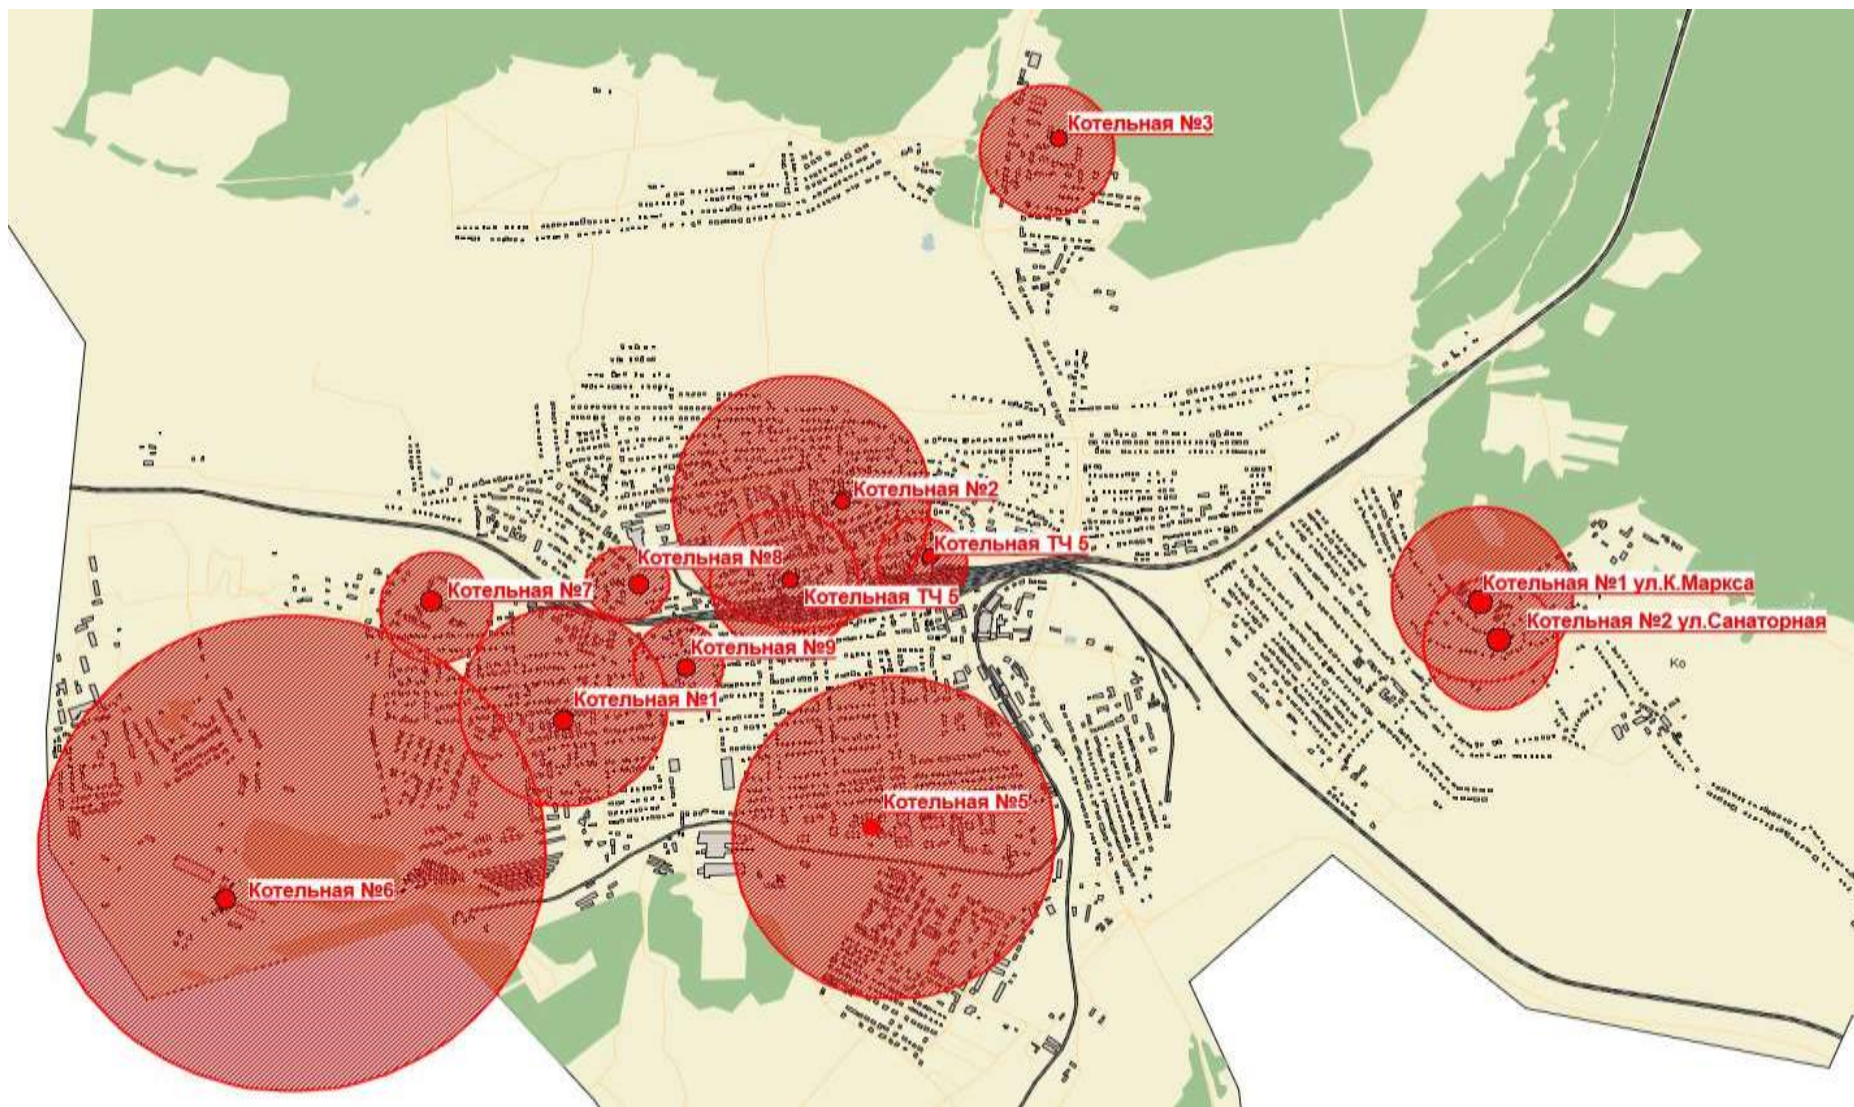 Котельная №3
Котельная №2
Котельная ТЧ 5
Котельная №8
Котельная №7
Котельная ТЧ 5
Котельная №1 ул.К.Маркса
Котельная №2 ул.Санаторная
Котельная №9
Ко
Котельная №1
Котельная №5
Котельная №6